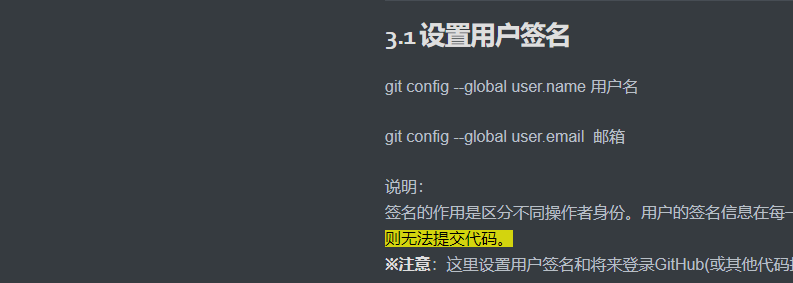 3.1 设置用户签名
git config --global user.name 用户名
git config --global user.email  邮箱
说明：
签名的作用是区分不同操作者身份。用户的签名信息在每一
则无法提交代码。
※注意：这里设置用户签名和将来登录GitHub(或其他代码